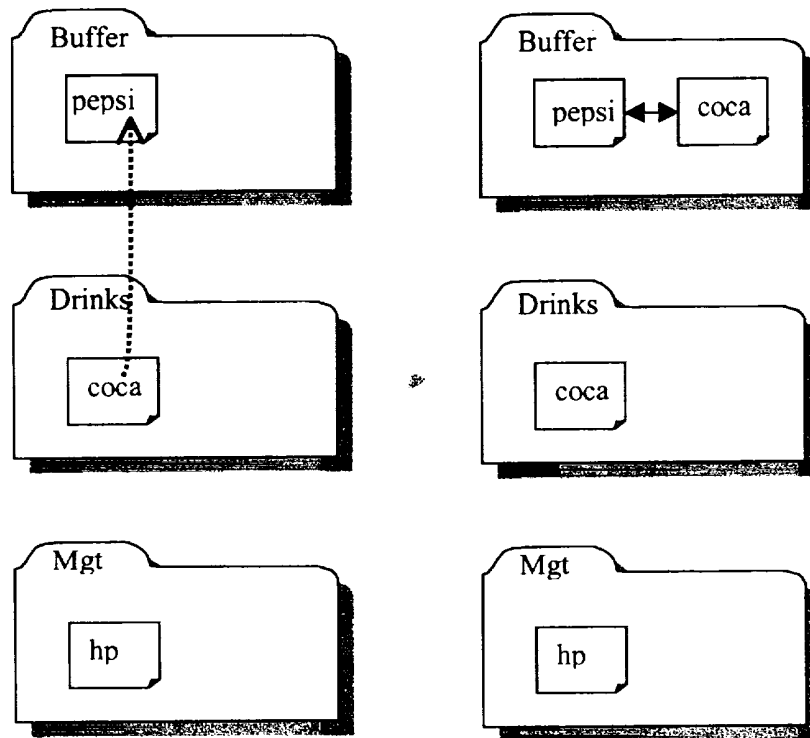 Buffer
pepsi
Drinks
coca
Mgt
hp
Buffer
pepsi
coca
Drinks
coca
Mgt
hp